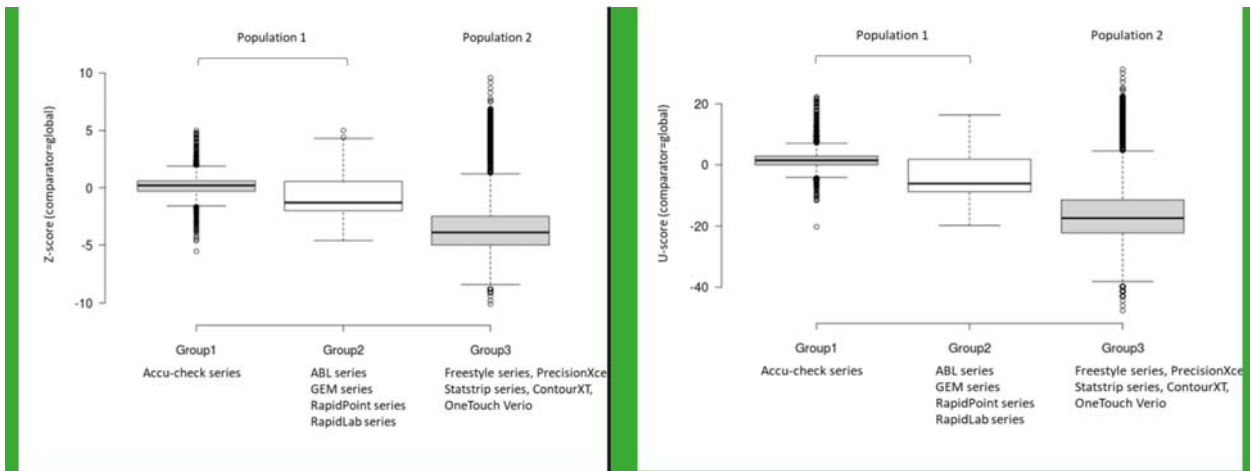 Population 1
Population 2
Z-score (comparator=global)
10
5
0
-5
-10
Group1
Group2
Group3
Accu-check series
ABL series
GEM series
RapidPoint series
RapidLab series
Freestyle series, PrecisionXce
Statstrip series, ContourXT,
OneTouch Verio
Population 1
Population 2
U-score (comparator=global)
20
0
-20
-40
Group1
Group2
Group3
Accu-check series
ABL series
GEM series
RapidPoint series
RapidLab series
Freestyle series, PrecisionXce
Statstrip series, ContourXT,
OneTouch Verio